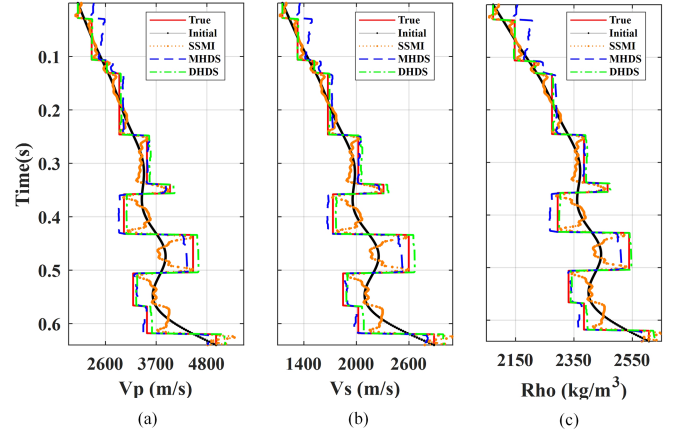 True
Initial
SSMI
MHDS
DHDS
True
Initial
SSMI
MHDS
DHDS
True
Initial
SSMI
MHDS
DHDS
Time(s)
0.1
0.2
0.3
0.4
0.5
0.6
2600 3700 4800
1400 2000 2600
2150 2350 2550
Vp (m/s)
Vs (m/s)
Rho (kg/m³)
(a)
(b)
(c)